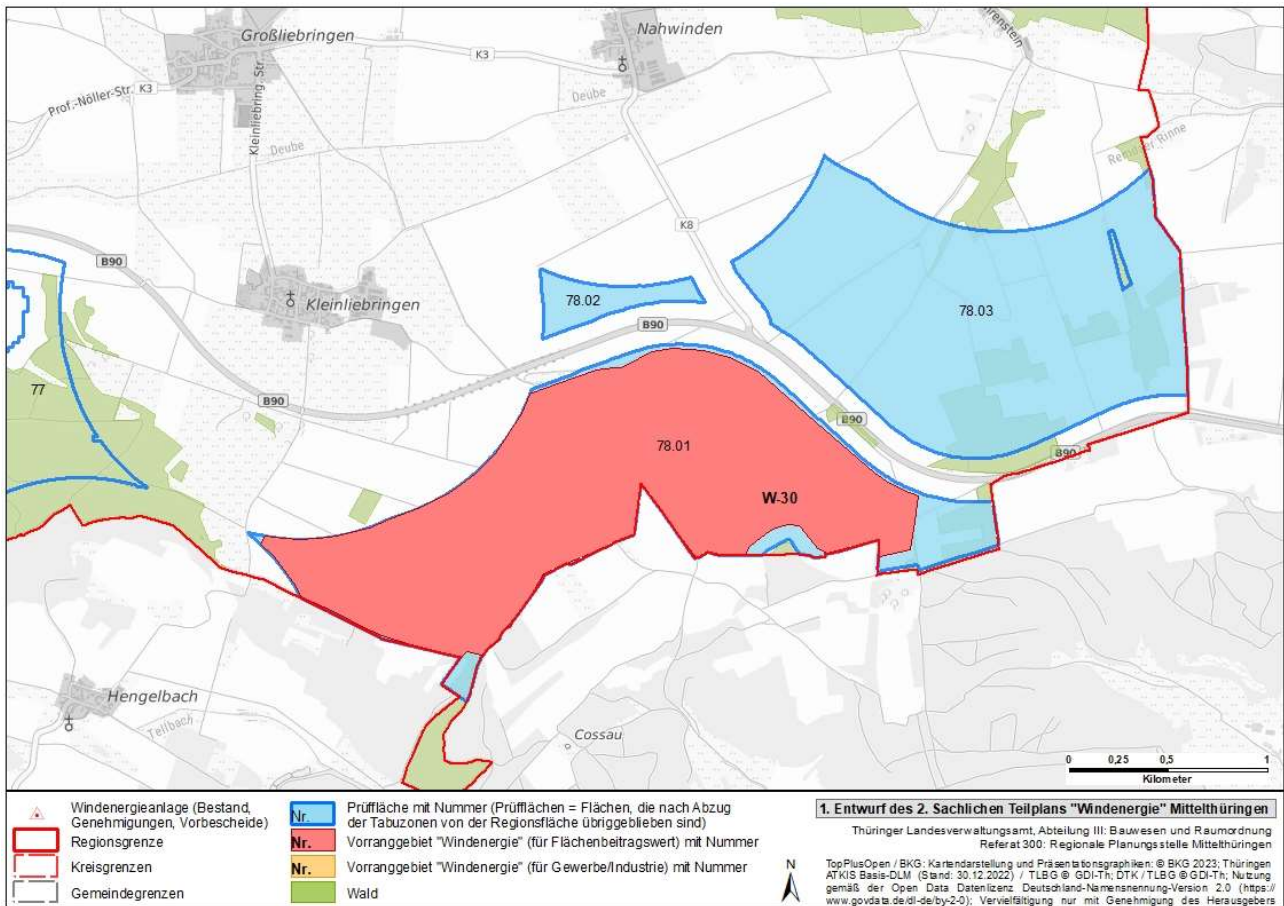 Großliebringen
Nahwinden
K3
K3
Prof.-Nöller-Str.
Kleinliebring. Str.
Deube
Deube
Remdaer Rinne
K8
B90
Kleinliebringen
78.02
B90
78.03
77
B90
B90
B90
78.01
W-30
Hengelbach
Tellbach
Cossau
0 0,25 0,5 1
Kilometer
Windenergieanlage (Bestand,
Genehmigungen, Vorbescheide)
Regionsgrenze
Kreisgrenzen
Gemeindegrenzen
Nr. Prüffläche mit Nummer (Prüfflächen = Flächen, die nach Abzug
der Tabuzonen von der Regionsfläche übriggeblieben sind)
Nr. Vorranggebiet "Windenergie" (für Flächenbeitragswert) mit Nummer
Nr. Vorranggebiet "Windenergie" (für Gewerbe/Industrie) mit Nummer
Wald
N
1. Entwurf des 2. Sachlichen Teilplans "Windenergie" Mittelthüringen
Thüringer Landesverwaltungsamt, Abteilung III: Bauwesen und Raumordnung
Referat 300: Regionale Planungsstelle Mittelthüringen
TopPlusOpen / BKG: Kartendarstellung und Präsentationsgraphiken: © BKG 2023; Thüringen
ATKIS Basis-DLM (Stand: 30.12.2022) / TLBG © GDI-Th; DTK / TLBG © GDI-Th; Nutzung
gemäß der Open Data Datenlizenz Deutschland-Namensnennung-Version 2.0 (https://
www.govdata.de/dl-de/by-2-0); Vervielfältigung nur mit Genehmigung des Herausgebers